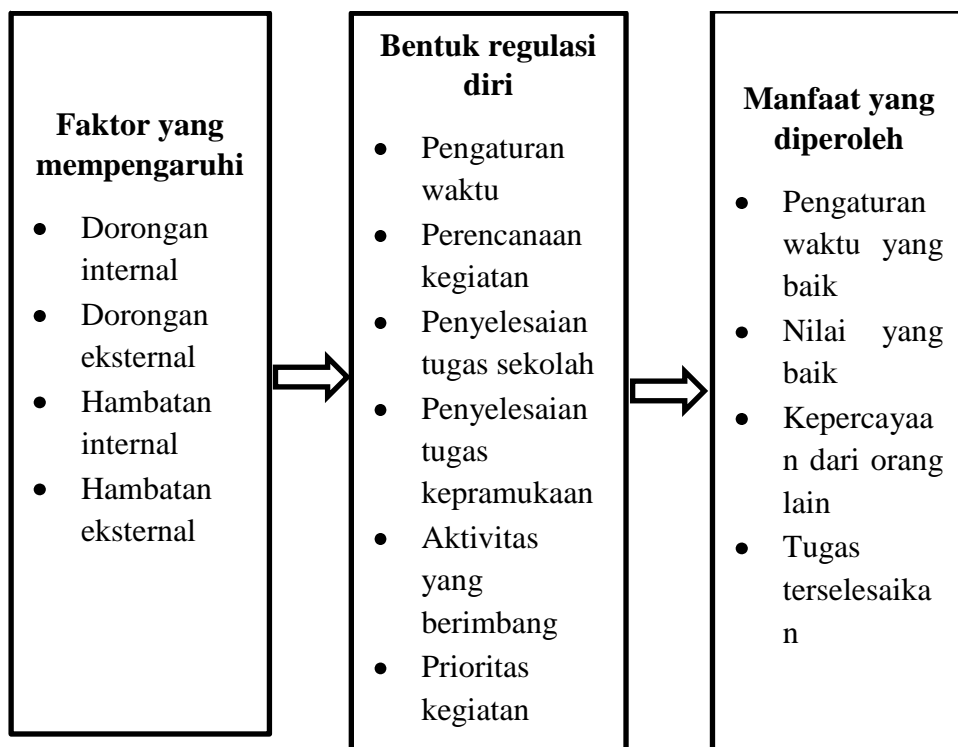 Faktor yang
mempengaruhi
● Dorongan
internal
● Dorongan
eksternal
● Hambatan
internal
● Hambatan
eksternal
Bentuk regulasi
diri
● Pengaturan
waktu
● Perencanaan
kegiatan
● Penyelesaian
tugas sekolah
● Penyelesaian
tugas
kepramukaan
● Aktivitas
yang
berimbang
● Prioritas
kegiatan
Manfaat yang
diperoleh
● Pengaturan
waktu yang
baik
● Nilai yang
baik
● Kepercayaa
n dari orang
lain
● Tugas
terselesaika
n